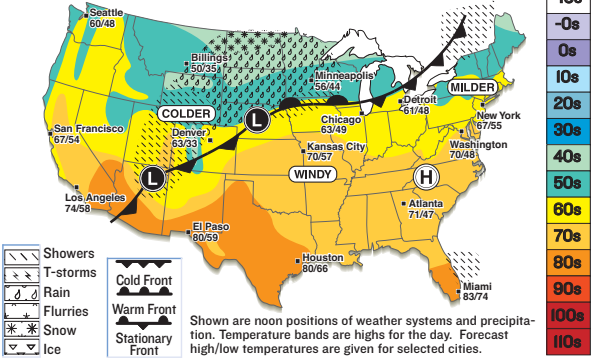 Seattle
60/48
Billings
50/35
Minneapolis
56/44
COLDER
MILDER
Detroit
61/48
New York
67/55
San Francisco
67/54
Denver
63/33
L
Chicago
63/49
Kansas City
70/57
Washington
70/48
L
WINDY
H
Los Angeles
74/58
Atlanta
71/47
El Paso
80/59
Houston
80/66
Miami
83/74
Showers
T-storms
Rain
Flurries
Snow
Ice
Cold Front
Warm Front
Stationary
Front
Shown are noon positions of weather systems and precipita-
tion. Temperature bands are highs for the day. Forecast
high/low temperatures are given for selected cities.
-0s
0s
10s
20s
30s
40s
50s
60s
70s
80s
90s
100s
110s